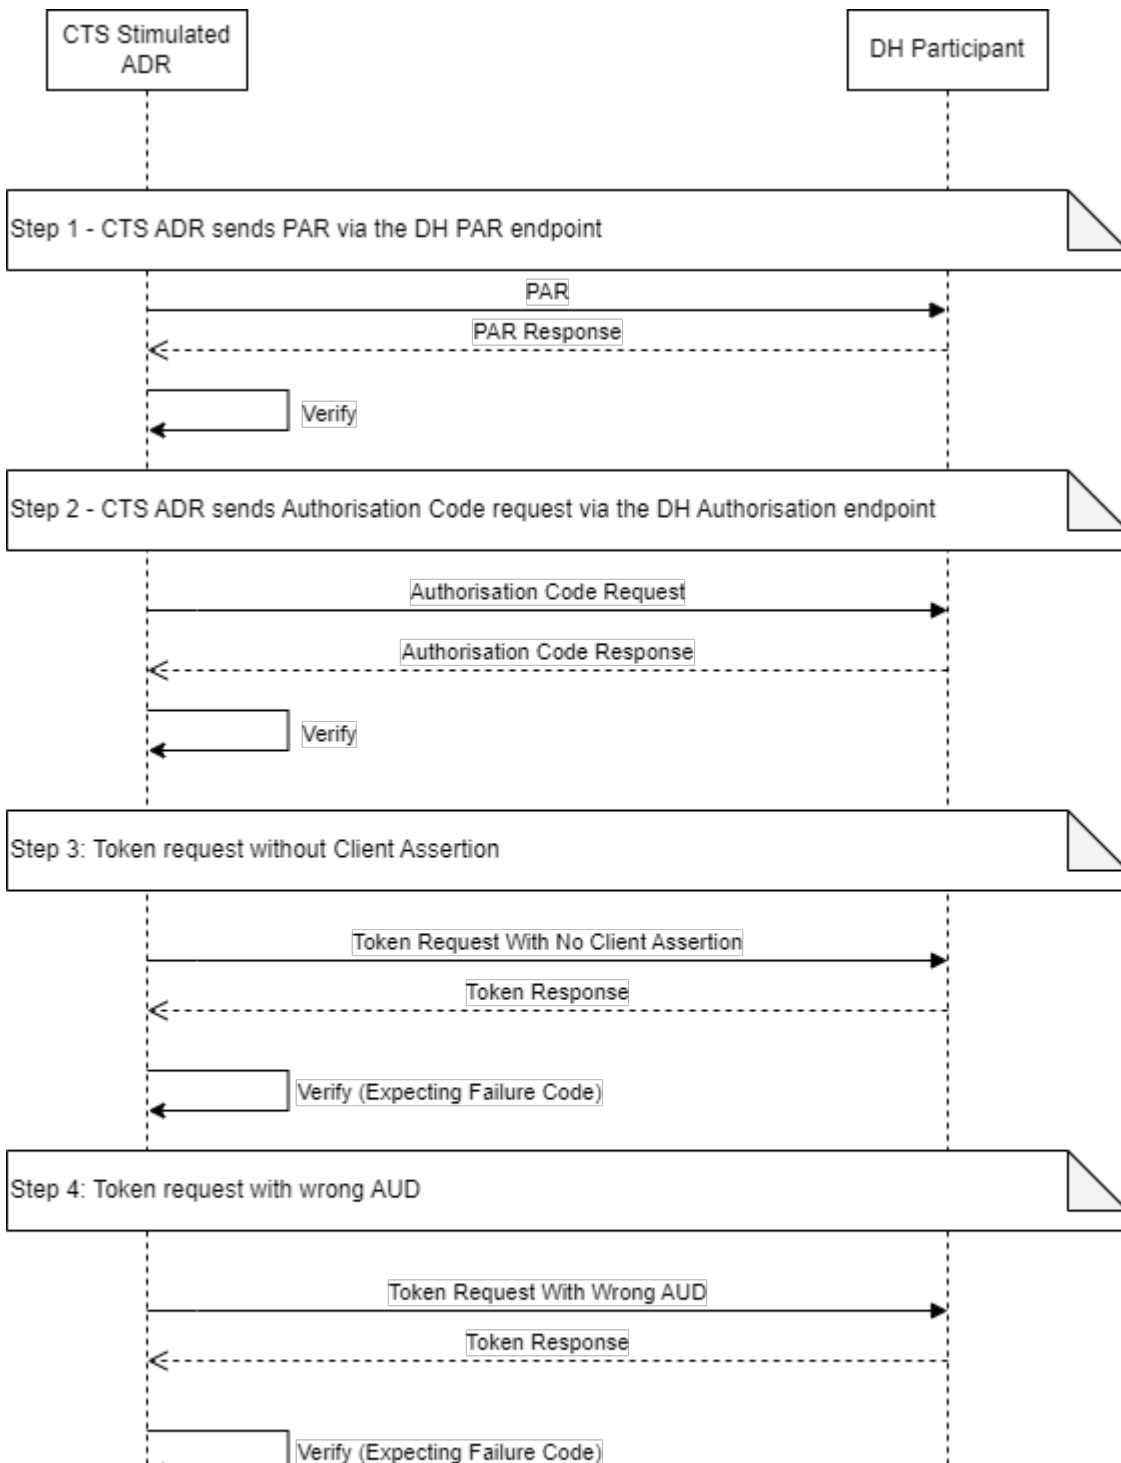 CTS Stimulated
ADR
DH Participant
Step 1 - CTS ADR sends PAR via the DH PAR endpoint
PAR
PAR Response
Verify
Step 2 - CTS ADR sends Authorisation Code request via the DH Authorisation endpoint
Authorisation Code Request
Authorisation Code Response
Verify
Step 3: Token request without Client Assertion
Token Request With No Client Assertion
Token Response
Verify (Expecting Failure Code)
Step 4: Token request with wrong AUD
Token Request With Wrong AUD
Token Response
Verify (Expecting Failure Code)